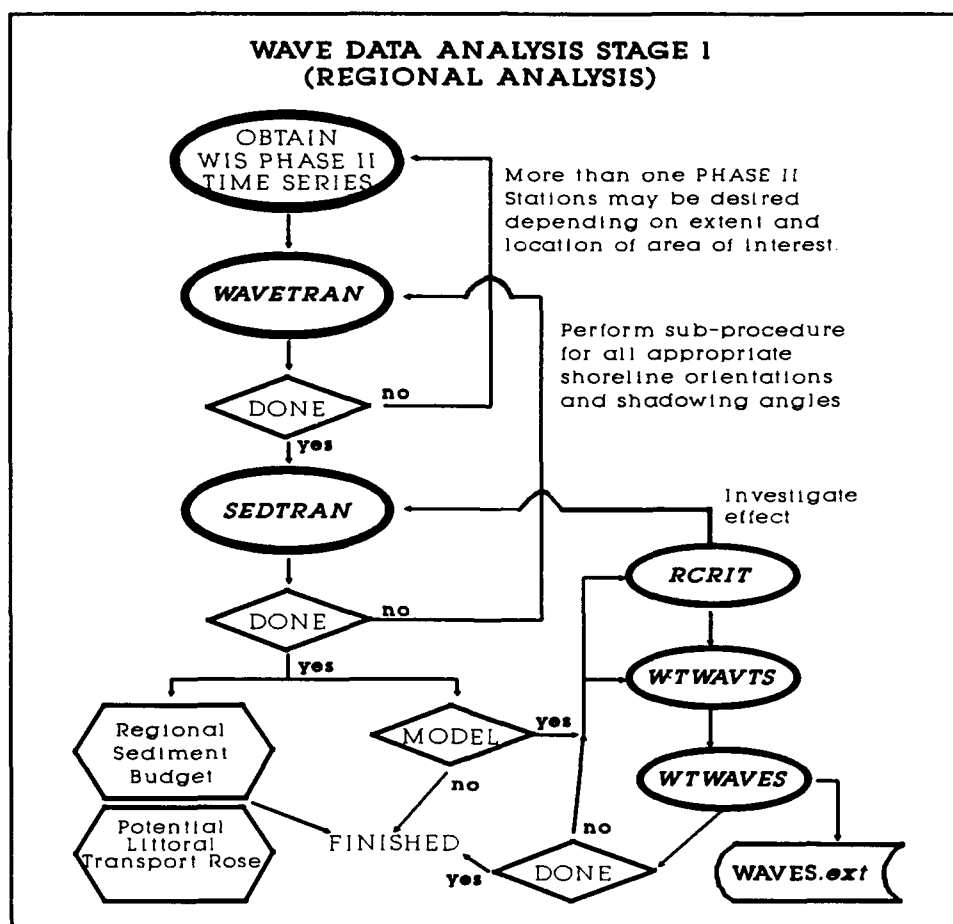 WAVE DATA ANALYSIS STAGE 1
(REGIONAL ANALYSIS)
OBTAIN
WIS PHASE II
TIME SERIES
More than one PHASE II
Stations may be desired
depending on extent and
location of area of interest.
WAVETRAN
Perform sub-procedure
for all appropriate
shoreline orientations
and shadowing angles
DONE
no
yes
SEDTRAN
Investigate
effect
RCRIT
DONE
no
yes
WTWAVTS
Regional
Sediment
Budget
MODEL
yes
no
WTWAVES
Potential
Littoral
Transport Rose
FINISHED
no
yes
DONE
WAVES.ext